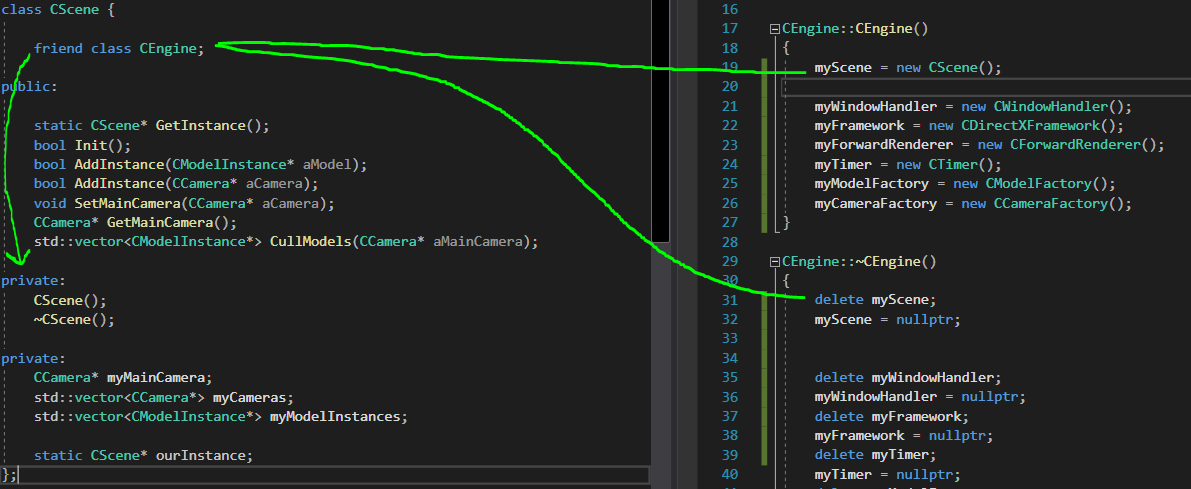 class CScene {
friend class CEngine;
public:
static CScene* GetInstance();
bool Init();
bool AddInstance(CModelInstance* aModel);
bool AddInstance(CCamera* aCamera);
void SetMainCamera(CCamera* aCamera);
CCamera* GetMainCamera();
std::vector<CModelInstance*> CullModels(CCamera* aMainCamera);
private:
CScene();
~CScene();
private:
CCamera* myMainCamera;
std::vector<CCamera*> myCameras;
std::vector<CModelInstance*> myModelInstances;
static CScene* ourInstance;
};
16
17 CEngine::CEngine()
18 {
19 myScene = new CScene();
20
21 myWindowHandler = new CWindowHandler();
22 myFramework = new CDirectXFramework();
23 myForwardRenderer = new CForwardRenderer();
24 myTimer = new CTimer();
25 myModelFactory = new CModelFactory();
26 myCameraFactory = new CCameraFactory();
27 }
28
29 CEngine::~CEngine()
30 {
31 delete myScene;
32 myScene = nullptr;
33
34
35 delete myWindowHandler;
36 myWindowHandler = nullptr;
37 delete myFramework;
38 myFramework = nullptr;
39 delete myTimer;
40 myTimer = nullptr;